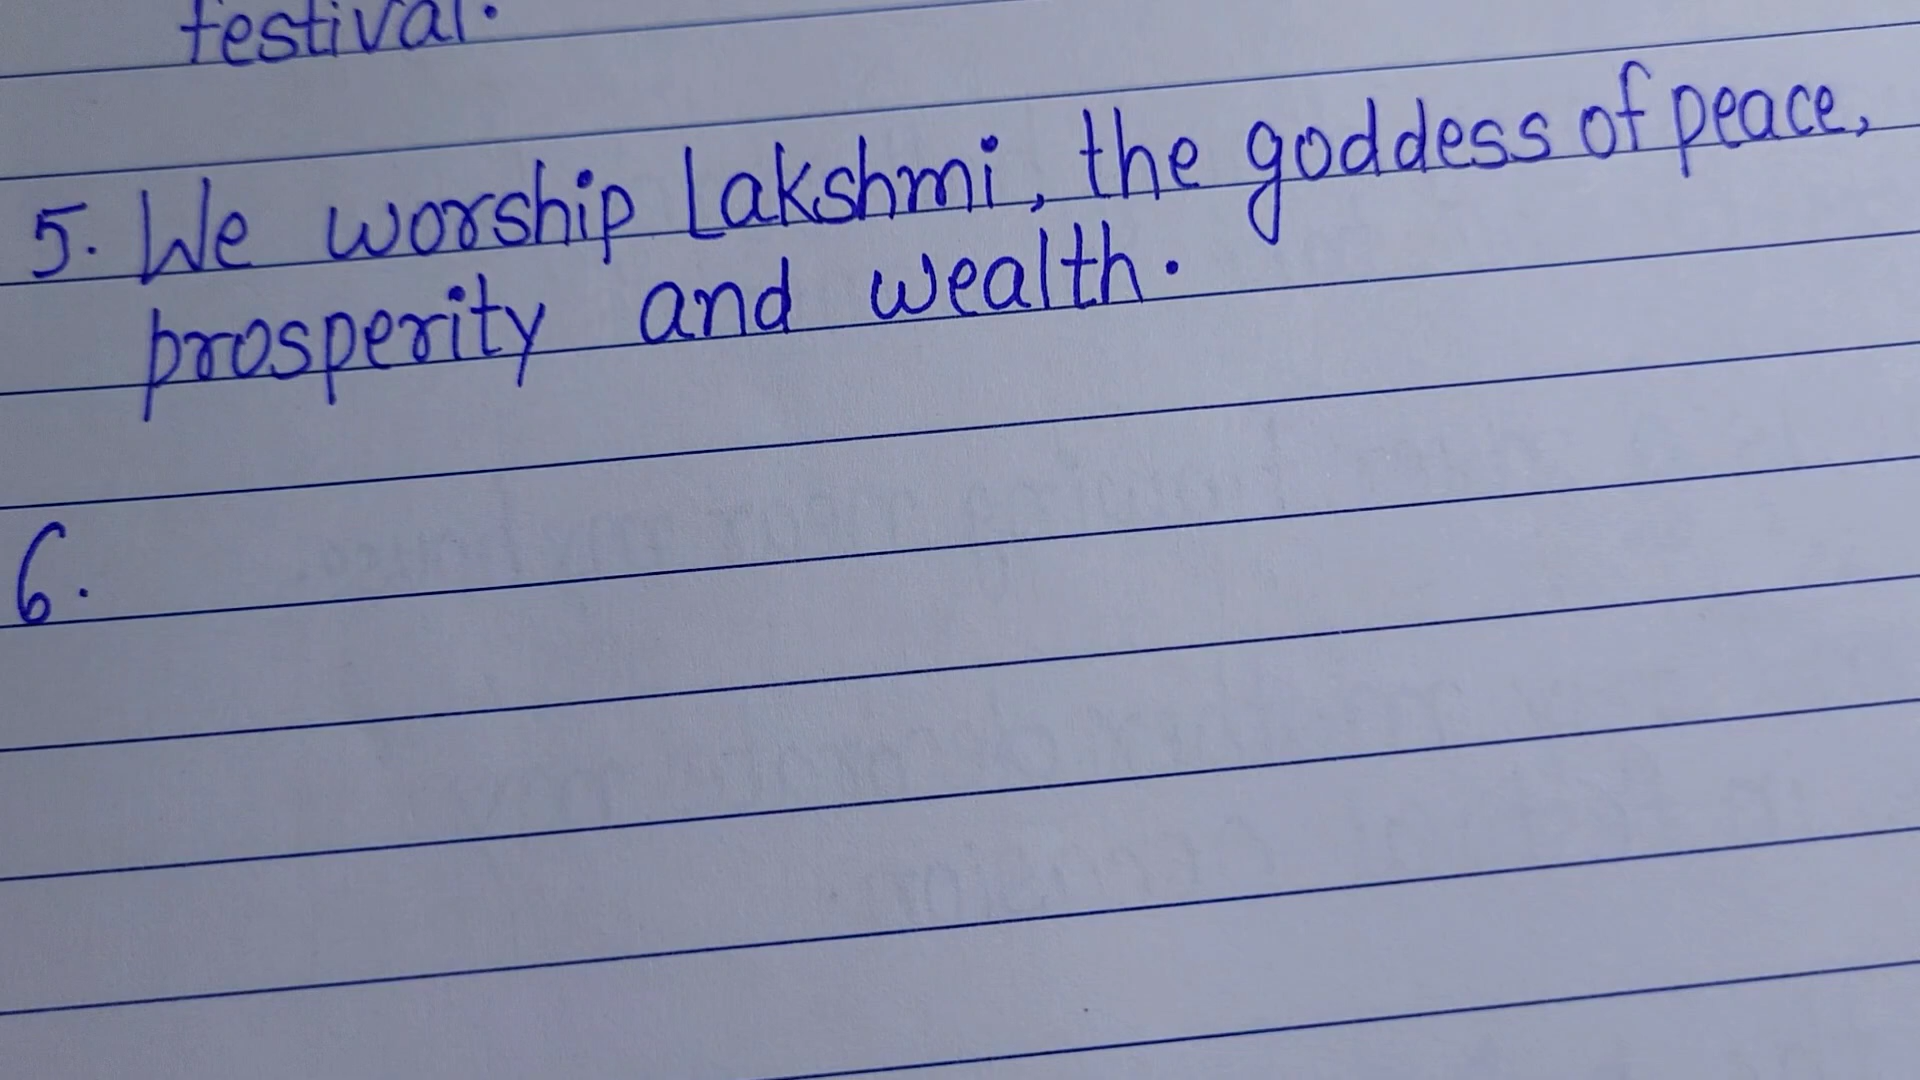 festival.
5. We worship Lakshmi, the goddess of peace,
prosperity and wealth.
6.